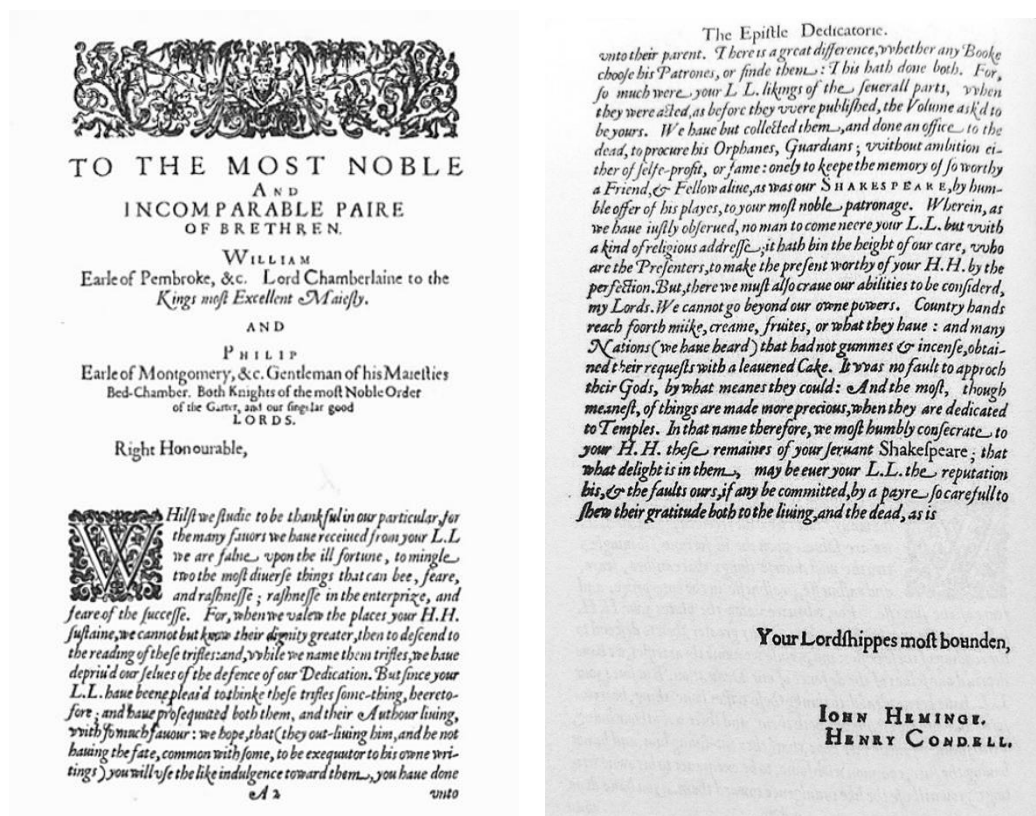 TO THE MOST NOBLE
AND
INCOMPARABLE PAIRE
OF BRETHREN.
WILLIAM
Earle of Pembroke, &c. Lord Chamberlaine to the
Kings most Excellent Maiesty.
AND
PHILIP
Earle of Montgomery, &c. Gentleman of his Maiesties
Bed-Chamber. Both Knights of the most Noble Order
of the Garter, and our singular good
LORDS.
Right Honourable,
WHilſt we ſtudie to be thankful in our particular, for
the many fauors we haue receiued from your L.L
we are falne vpon the ill fortune, to mingle
two the moſt diuerſe things that can bee, feare,
and raſhneſſe ; raſhneſſe in the enterprize, and
feare of the ſucceſſe. For, when we valew the places your H.H.
ſuſtaine, we cannot but know their dignity greater, then to deſcend to
the reading of theſe trifles: and, vvhile we name them trifles, we haue
depriu'd our ſelues of the defence of our Dedication. But ſince your
L.L. haue beene pleas'd to thinke theſe trifles ſome-thing, heereto-
fore ; and haue proſequuted both them, and their Authour liuing,
vvith ſo much fauour : we hope, that (they out-liuing him, and he not
hauing the fate, common with ſome, to be exequutor to his owne wri-
tings ) you will vſe the like indulgence toward them, you haue done
A 2 vnto
The Epiſtle Dedicatorie.
vnto their parent. There is a great difference, vvhether any Booke
chooſe his Patrones, or finde them : This hath done both. For,
ſo much were your L L. likings of the ſeuerall parts, vvhen
they were acted, as before they vvere publiſhed, the Volume ask'd to
be yours. We haue but collected them, and done an office to the
dead, to procure his Orphanes, Guardians ; vvithout ambition ei-
ther of ſelfe-profit, or fame : onely to keepe the memory of ſo worthy
a Friend, & Fellow aliue, as was our SHAKESPEARE, by hum-
ble offer of his playes, to your moſt noble patronage. Wherein, as
we haue iuſtly obſerued, no man to come neere your L.L. but vvith
a kind of religious addreſſe ; it hath bin the height of our care, vvho
are the Preſenters, to make the preſent worthy of your H.H. by the
perfection. But, there we muſt alſo craue our abilities to be conſiderd,
my Lords. We cannot go beyond our owne powers. Country hands
reach foorth milke, creame, fruites, or what they haue : and many
Nations (we haue heard) that had not gummes & incenſe, obtai-
ned their requeſts with a leauened Cake. It vvas no fault to approch
their Gods, by what meanes they could: And the moſt, though
meaneſt, of things are made more precious, when they are dedicated
to Temples. In that name therefore, we moſt humbly conſecrate to
your H. H. theſe remaines of your ſeruant Shakeſpeare ; that
what delight is in them, may be euer your L.L. the reputation
his, & the faults ours, if any be committed, by a payre ſo carefull to
ſhew their gratitude both to the liuing, and the dead, as is
Your Lordſhippes moſt bounden,
IOHN HEMINGE.
HENRY CONDELL.